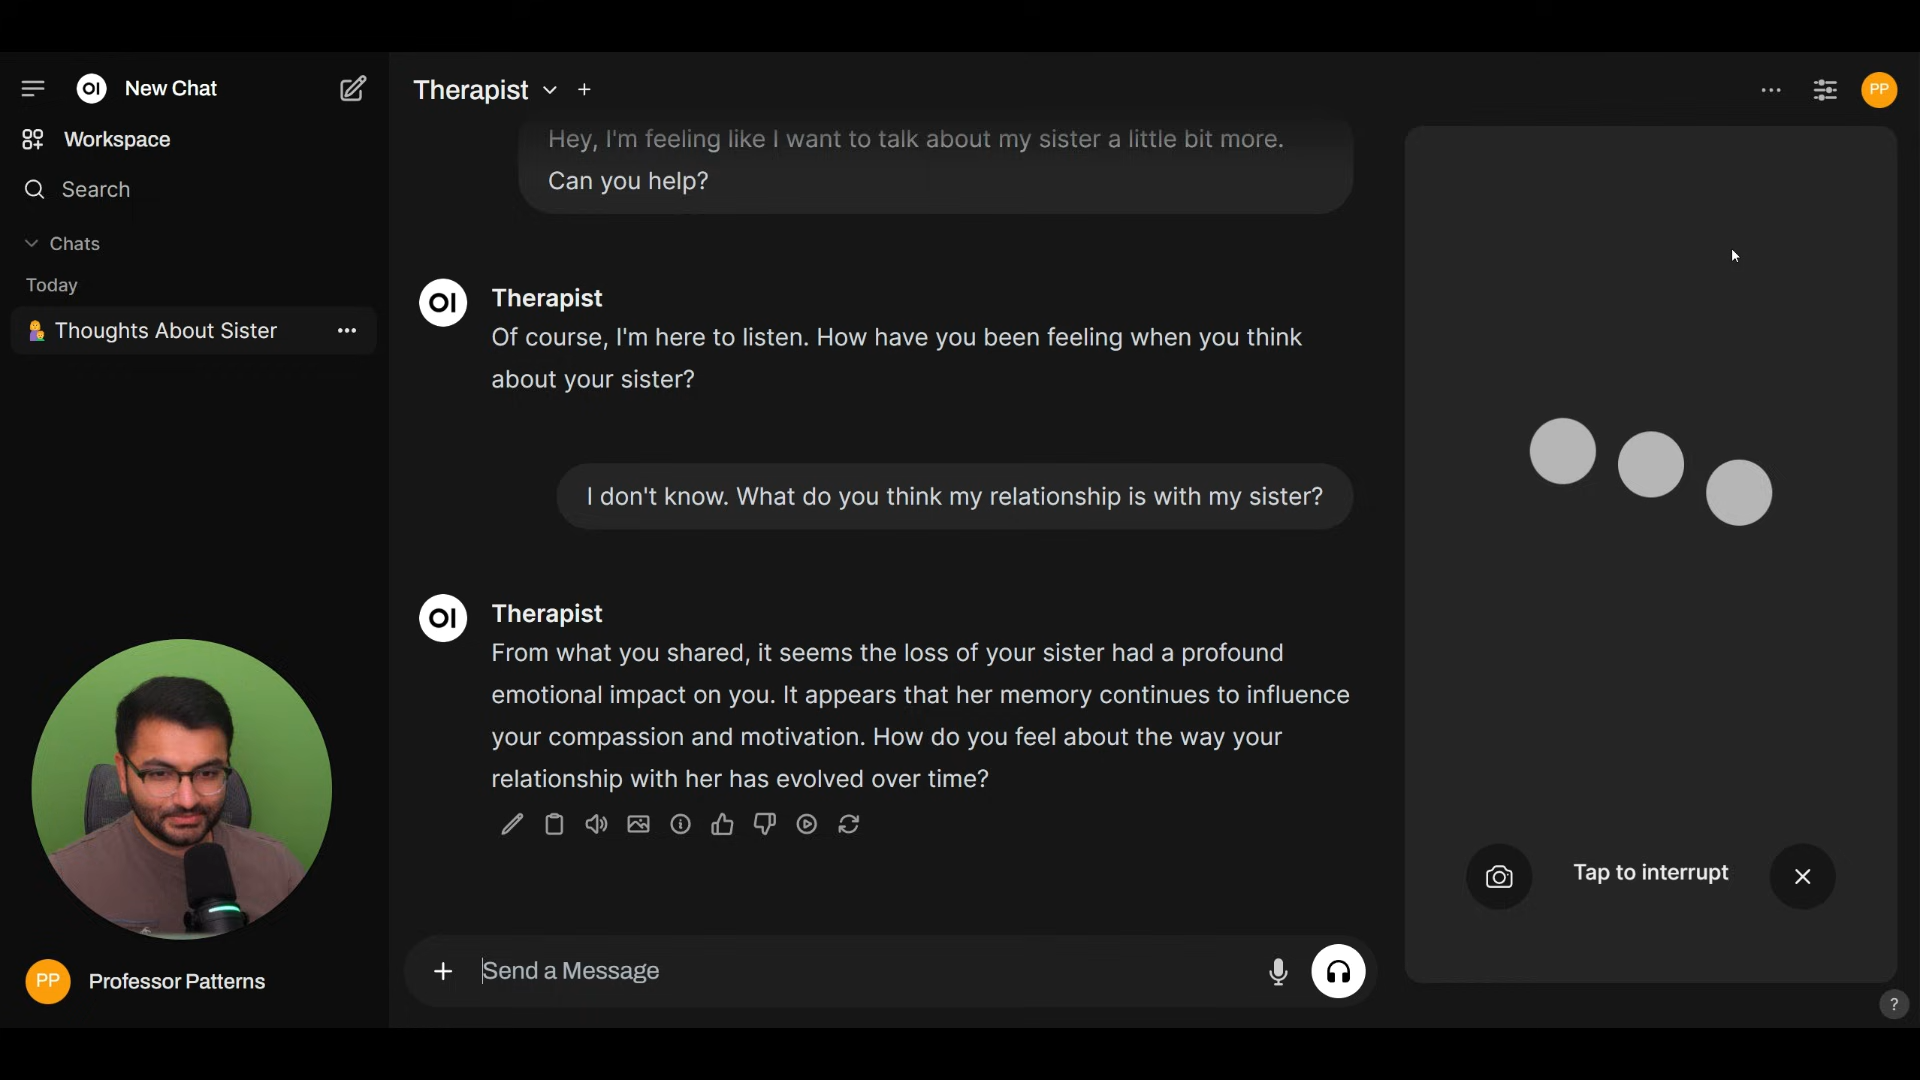 OI New Chat
Workspace
Search
Chats
Today
Thoughts About Sister
PP Professor Patterns
Therapist
PP
Hey, I'm feeling like I want to talk about my sister a little bit more.
Can you help?
OI Therapist
Of course, I'm here to listen. How have you been feeling when you think
about your sister?
I don't know. What do you think my relationship is with my sister?
OI Therapist
From what you shared, it seems the loss of your sister had a profound
emotional impact on you. It appears that her memory continues to influence
your compassion and motivation. How do you feel about the way your
relationship with her has evolved over time?
Send a Message
Tap to interrupt
?